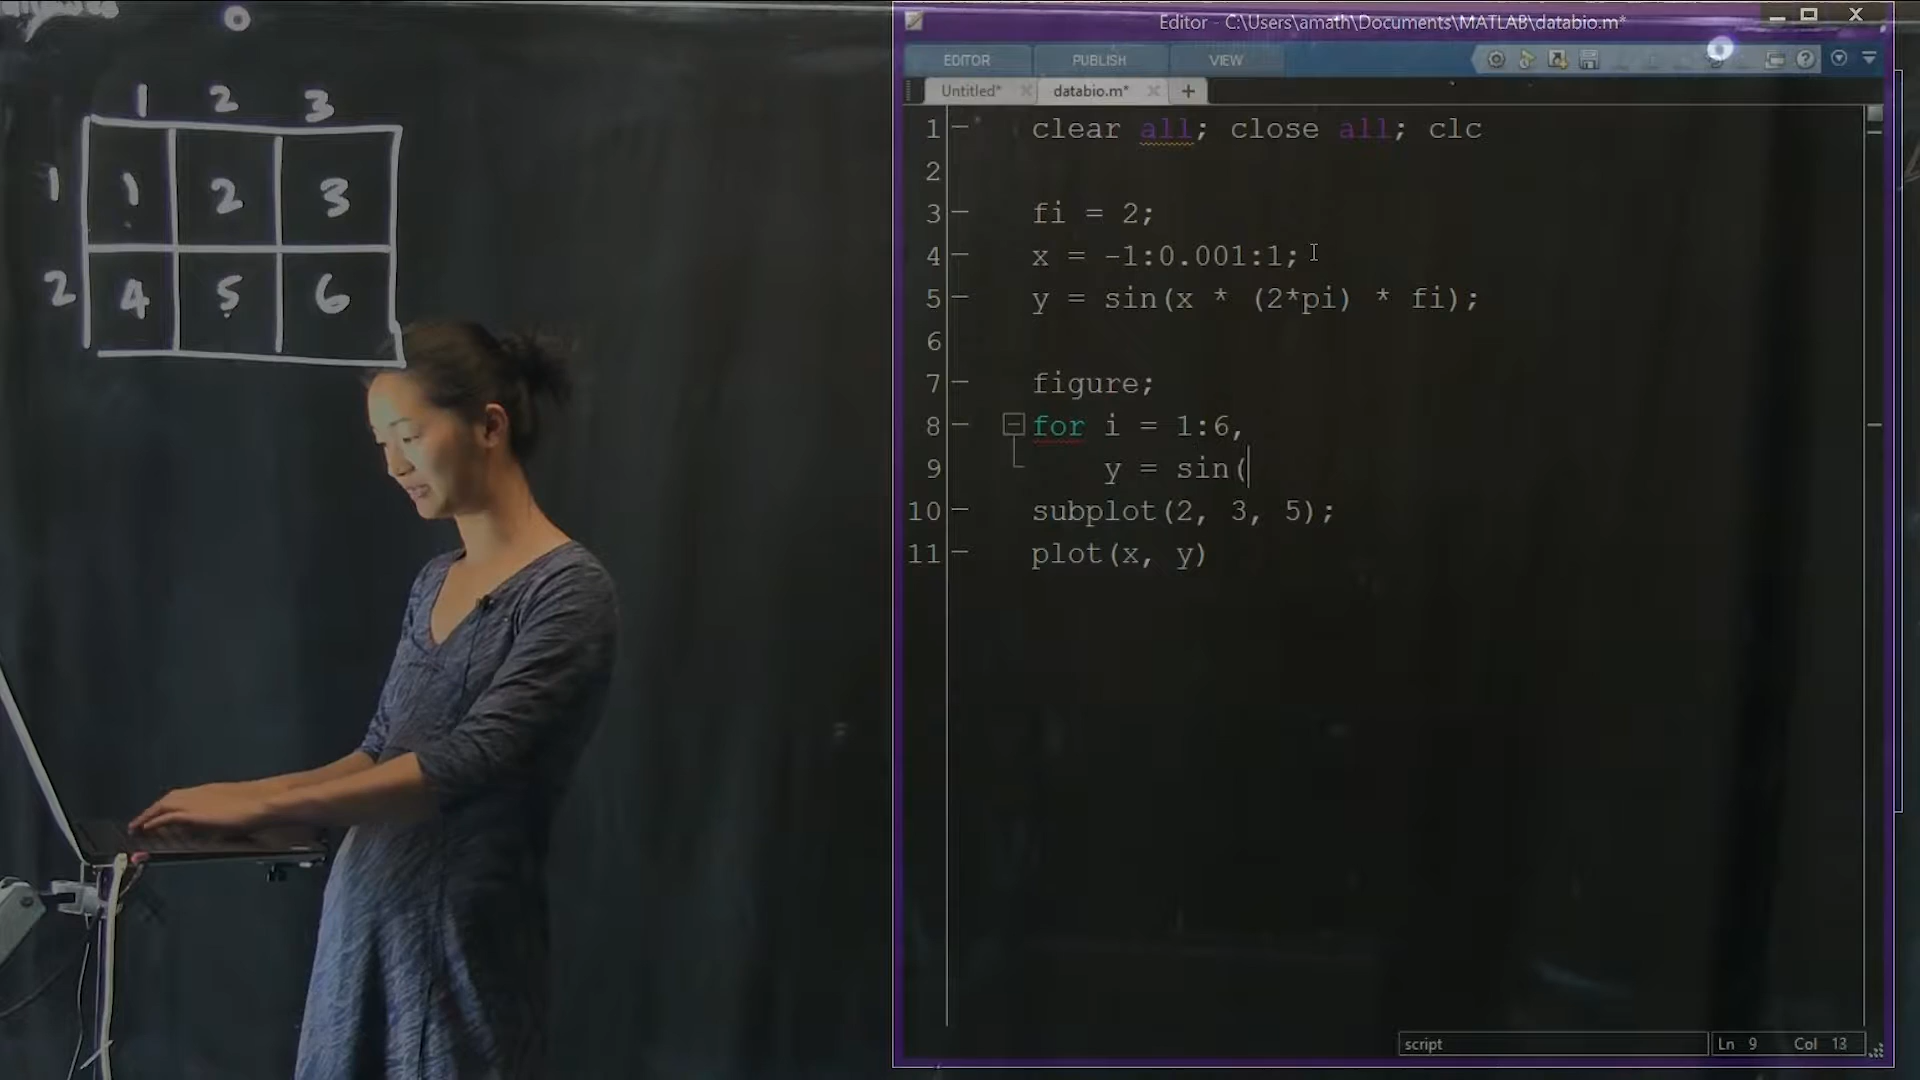 1 2 3
1 1 2 3
2 4 5 6
Editor - C:\Users\amath\Documents\MATLAB\databio.m*
EDITOR PUBLISH VIEW
Untitled* databio.m* +
1 clear all; close all; clc
2
3 fi = 2;
4 x = -1:0.001:1;
5 y = sin(x * (2*pi) * fi);
6
7 figure;
8 for i = 1:6,
9 y = sin(
10 subplot(2, 3, 5);
11 plot(x, y)
script Ln 9 Col 13